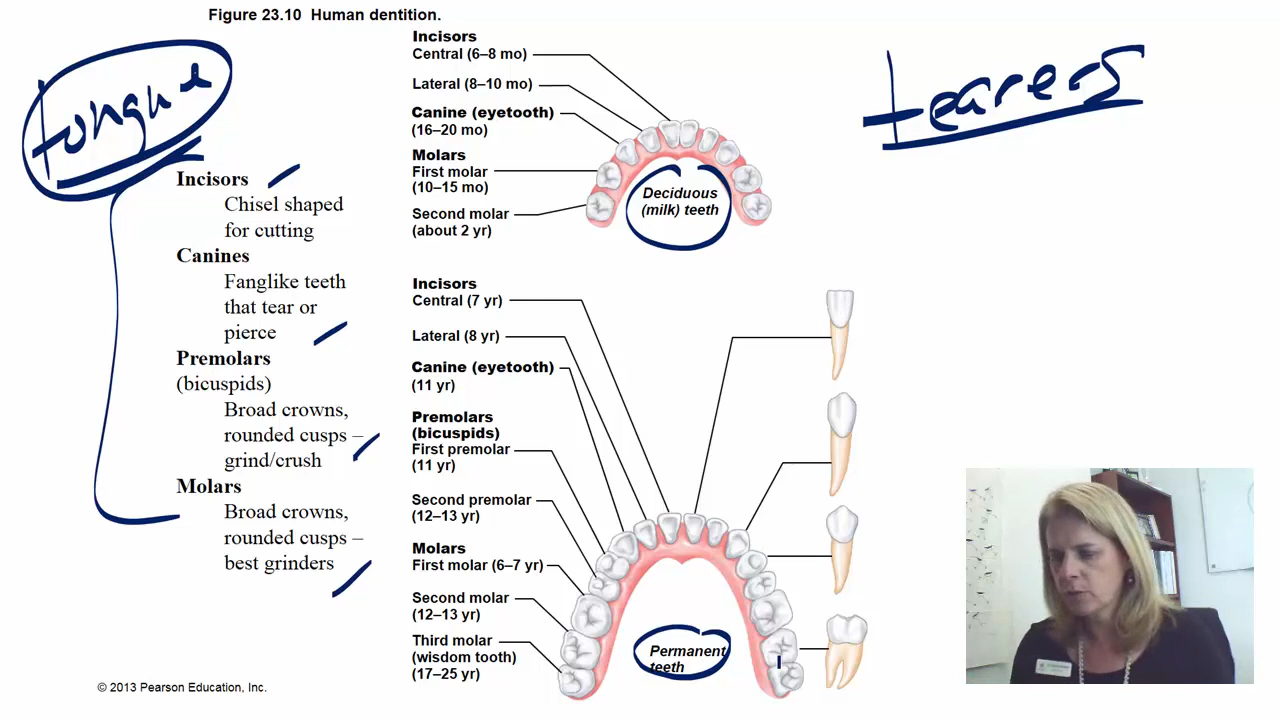 Figure 23.10 Human dentition.
tongue
tearers
Incisors
Chisel shaped
for cutting
Canines
Fanglike teeth
that tear or
pierce
Premolars
(bicuspids)
Broad crowns,
rounded cusps –
grind/crush
Molars
Broad crowns,
rounded cusps –
best grinders
Incisors
Central (6–8 mo)
Lateral (8–10 mo)
Canine (eyetooth)
(16–20 mo)
Molars
First molar
(10–15 mo)
Second molar
(about 2 yr)
Deciduous
(milk) teeth
Incisors
Central (7 yr)
Lateral (8 yr)
Canine (eyetooth)
(11 yr)
Premolars
(bicuspids)
First premolar
(11 yr)
Second premolar
(12–13 yr)
Molars
First molar (6–7 yr)
Second molar
(12–13 yr)
Third molar
(wisdom tooth)
(17–25 yr)
Permanent
teeth
© 2013 Pearson Education, Inc.